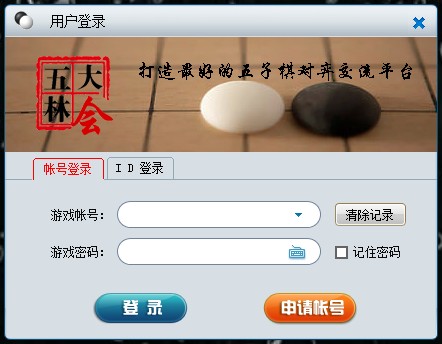 用户登录
五林大会
打造最好的五子棋对弈交流平台
帐号登录
ID 登录
游戏帐号：
清除记录
游戏密码：
记住密码
登录
申请帐号